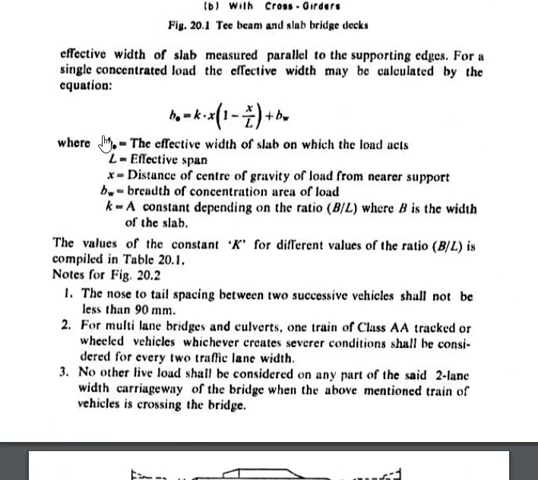 (b) With Cross-Girders
Fig. 20.1 Tee beam and slab bridge decks
effective width of slab measured parallel to the supporting edges. For a
single concentrated load the effective width may be calculated by the
equation:
bₑ = k·x(1 − x/L) + b_w
where = The effective width of slab on which the load acts
L = Effective span
x = Distance of centre of gravity of load from nearer support
b_w = breadth of concentration area of load
k = A constant depending on the ratio (B/L) where B is the width
of the slab.
The values of the constant 'K' for different values of the ratio (B/L) is
compiled in Table 20.1.
Notes for Fig. 20.2
1. The nose to tail spacing between two successive vehicles shall not be
less than 90 mm.
2. For multi lane bridges and culverts, one train of Class AA tracked or
wheeled vehicles whichever creates severer conditions shall be consi-
dered for every two traffic lane width.
3. No other live load shall be considered on any part of the said 2-lane
width carriageway of the bridge when the above mentioned train of
vehicles is crossing the bridge.